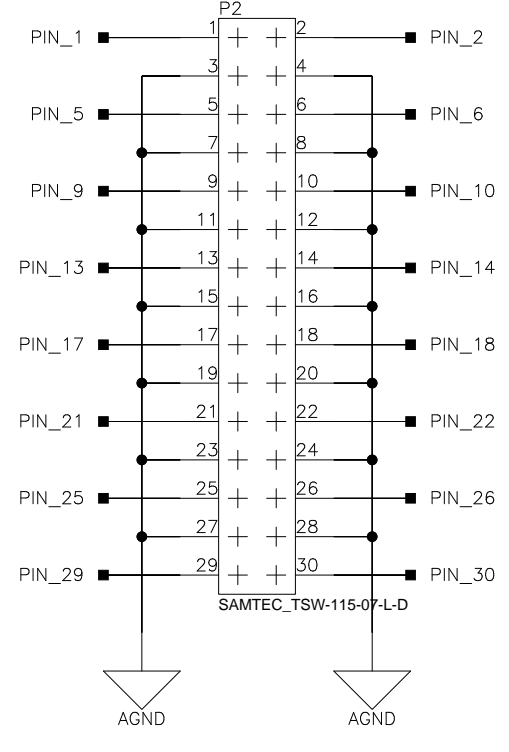 P2
PIN_1 1 2 PIN_2
3 4
PIN_5 5 6 PIN_6
7 8
PIN_9 9 10 PIN_10
11 12
PIN_13 13 14 PIN_14
15 16
PIN_17 17 18 PIN_18
19 20
PIN_21 21 22 PIN_22
23 24
PIN_25 25 26 PIN_26
27 28
PIN_29 29 30 PIN_30
SAMTEC_TSW-115-07-L-D
AGND AGND